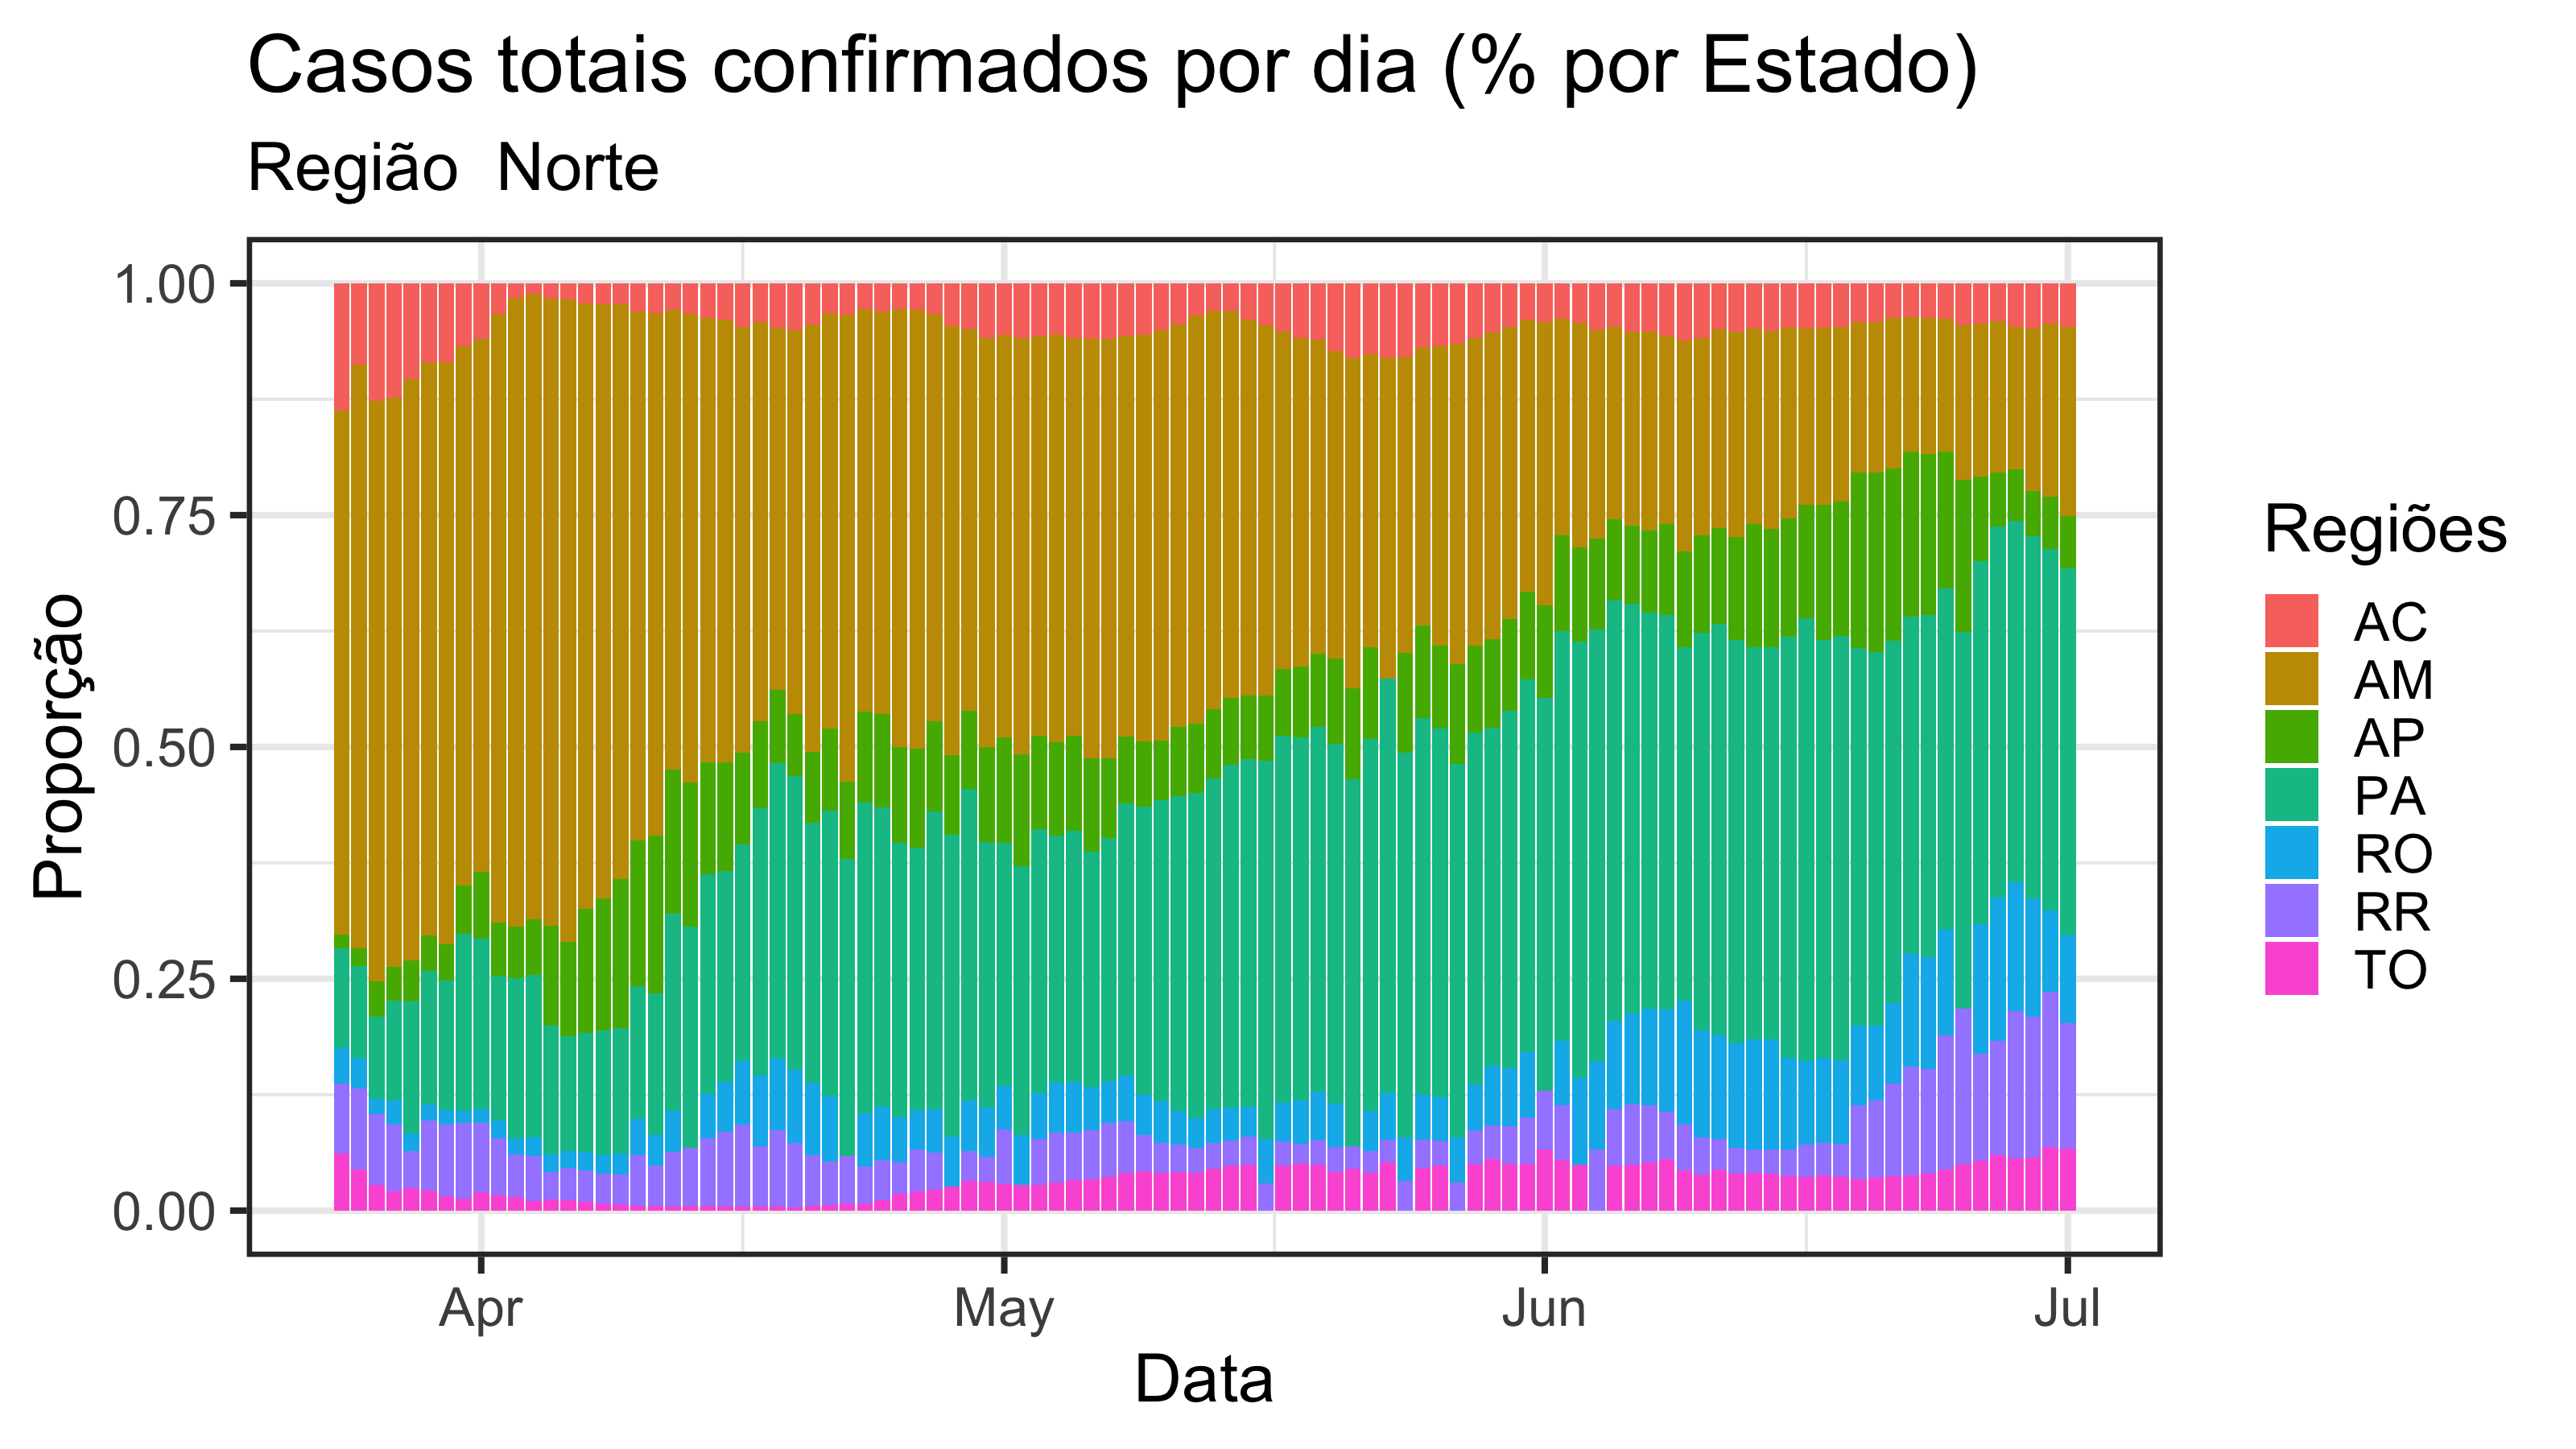 Casos totais confirmados por dia (% por Estado)
Região  Norte
1.00
0.75
0.50
0.25
0.00
Proporção
Apr
May
Jun
Jul
Data
Regiões
AC
AM
AP
PA
RO
RR
TO